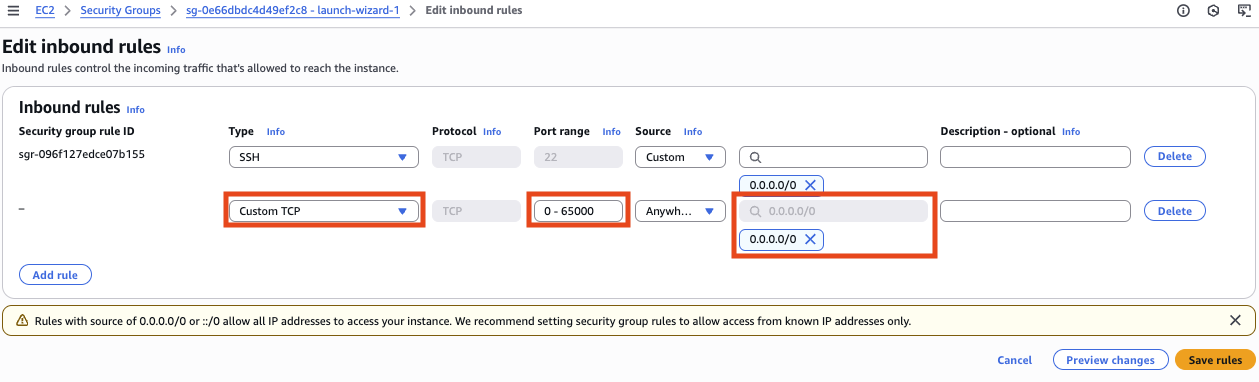 EC2 > Security Groups > sg-0e66dbdc4d49ef2c8 - launch-wizard-1 > Edit inbound rules
Edit inbound rules Info
Inbound rules control the incoming traffic that's allowed to reach the instance.
Inbound rules Info
Security group rule ID Type Info Protocol Info Port range Info Source Info Description - optional Info
sgr-096f127edce07b155 SSH TCP 22 Custom Delete
0.0.0.0/0
– Custom TCP TCP 0 - 65000 Anywh... 0.0.0.0/0 Delete
0.0.0.0/0
Add rule
Rules with source of 0.0.0.0/0 or ::/0 allow all IP addresses to access your instance. We recommend setting security group rules to allow access from known IP addresses only.
Cancel Preview changes Save rules